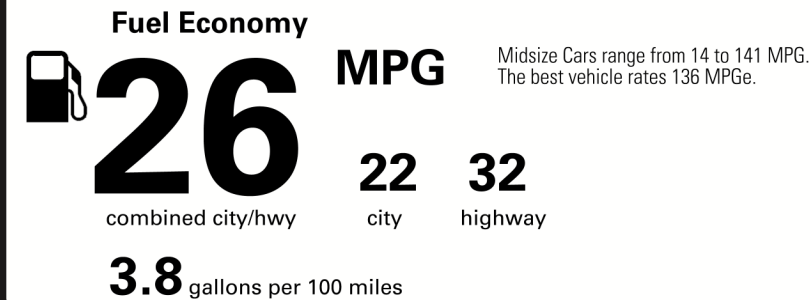 Fuel Economy
26 MPG
Midsize Cars range from 14 to 141 MPG.
The best vehicle rates 136 MPGe.
22 32
combined city/hwy city highway
3.8 gallons per 100 miles